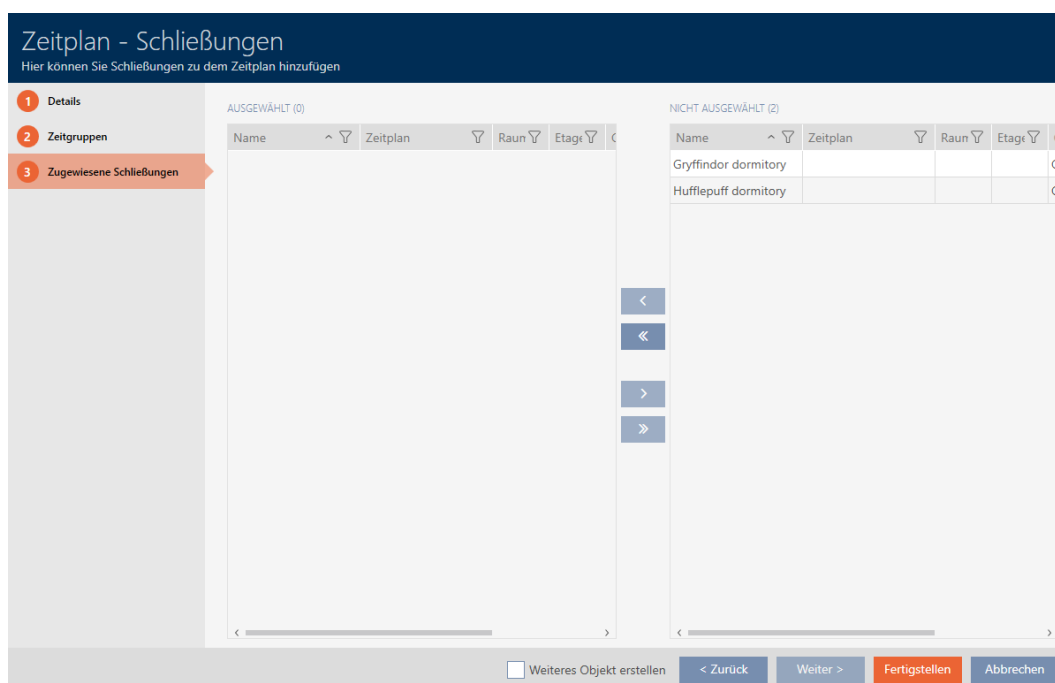 Zeitplan - Schließungen
Hier können Sie Schließungen zu dem Zeitplan hinzufügen
1 Details
2 Zeitgruppen
3 Zugewiesene Schließungen
AUSGEWÄHLT (0)
Name Zeitplan Raum Etage
NICHT AUSGEWÄHLT (2)
Name Zeitplan Raum Etage
Gryffindor dormitory
Hufflepuff dormitory
Weiteres Objekt erstellen
< Zurück
Weiter >
Fertigstellen
Abbrechen